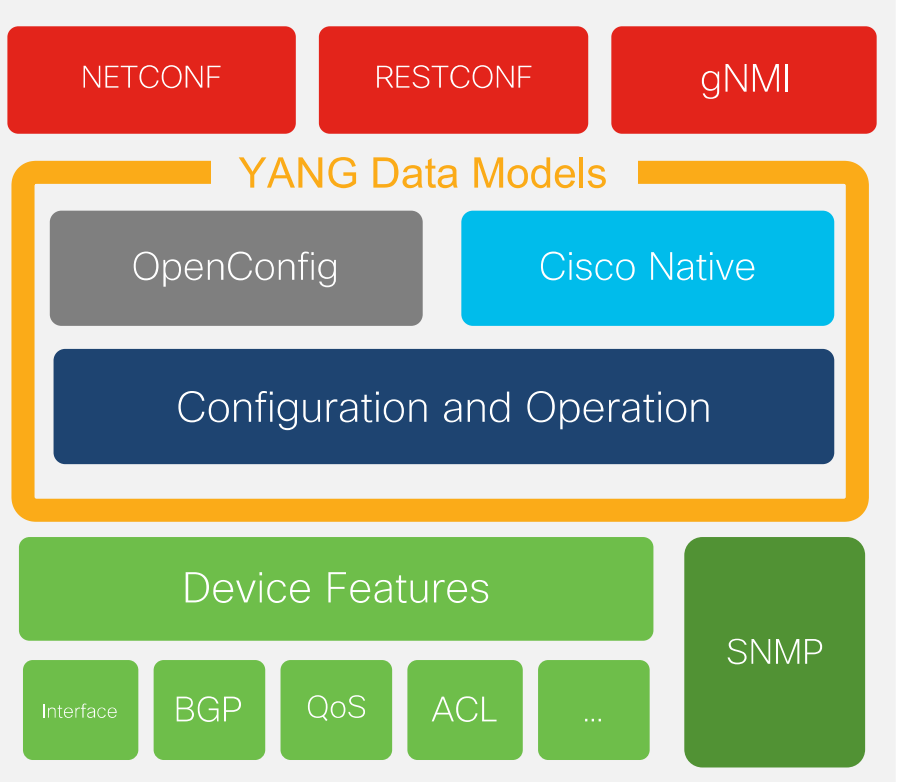 NETCONF
RESTCONF
gNMI
YANG Data Models
OpenConfig
Cisco Native
Configuration and Operation
Device Features
SNMP
Interface
BGP
QoS
ACL
...